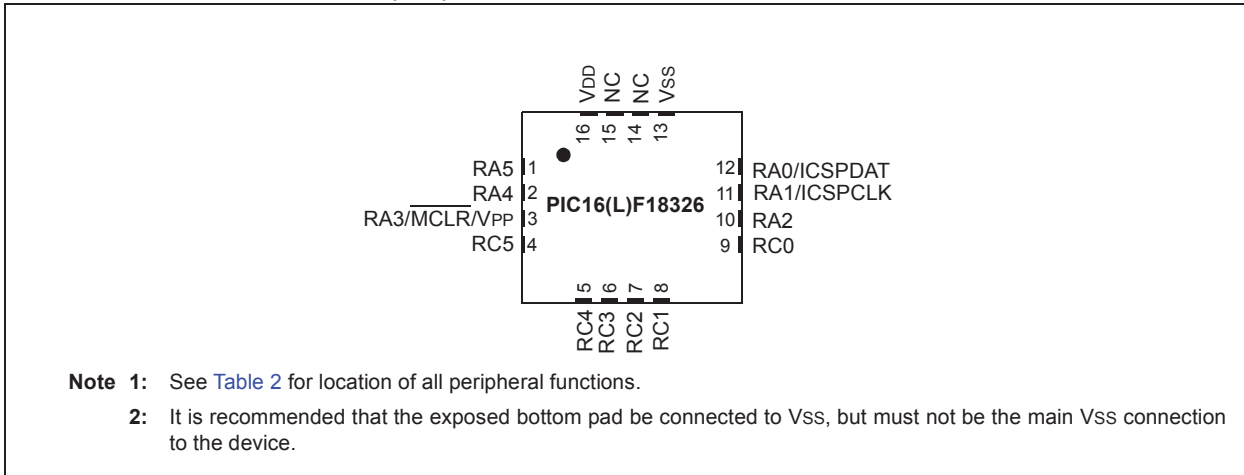 VDD
NC
NC
VSS
16
15
14
13
RA5 1
RA4 2
RA3/MCLR/VPP 3
RC5 4
PIC16(L)F18326
12 RA0/ICSPDAT
11 RA1/ICSPCLK
10 RA2
9 RC0
5
6
7
8
RC4
RC3
RC2
RC1
Note 1: See Table 2 for location of all peripheral functions.
2: It is recommended that the exposed bottom pad be connected to VSS, but must not be the main VSS connection
to the device.